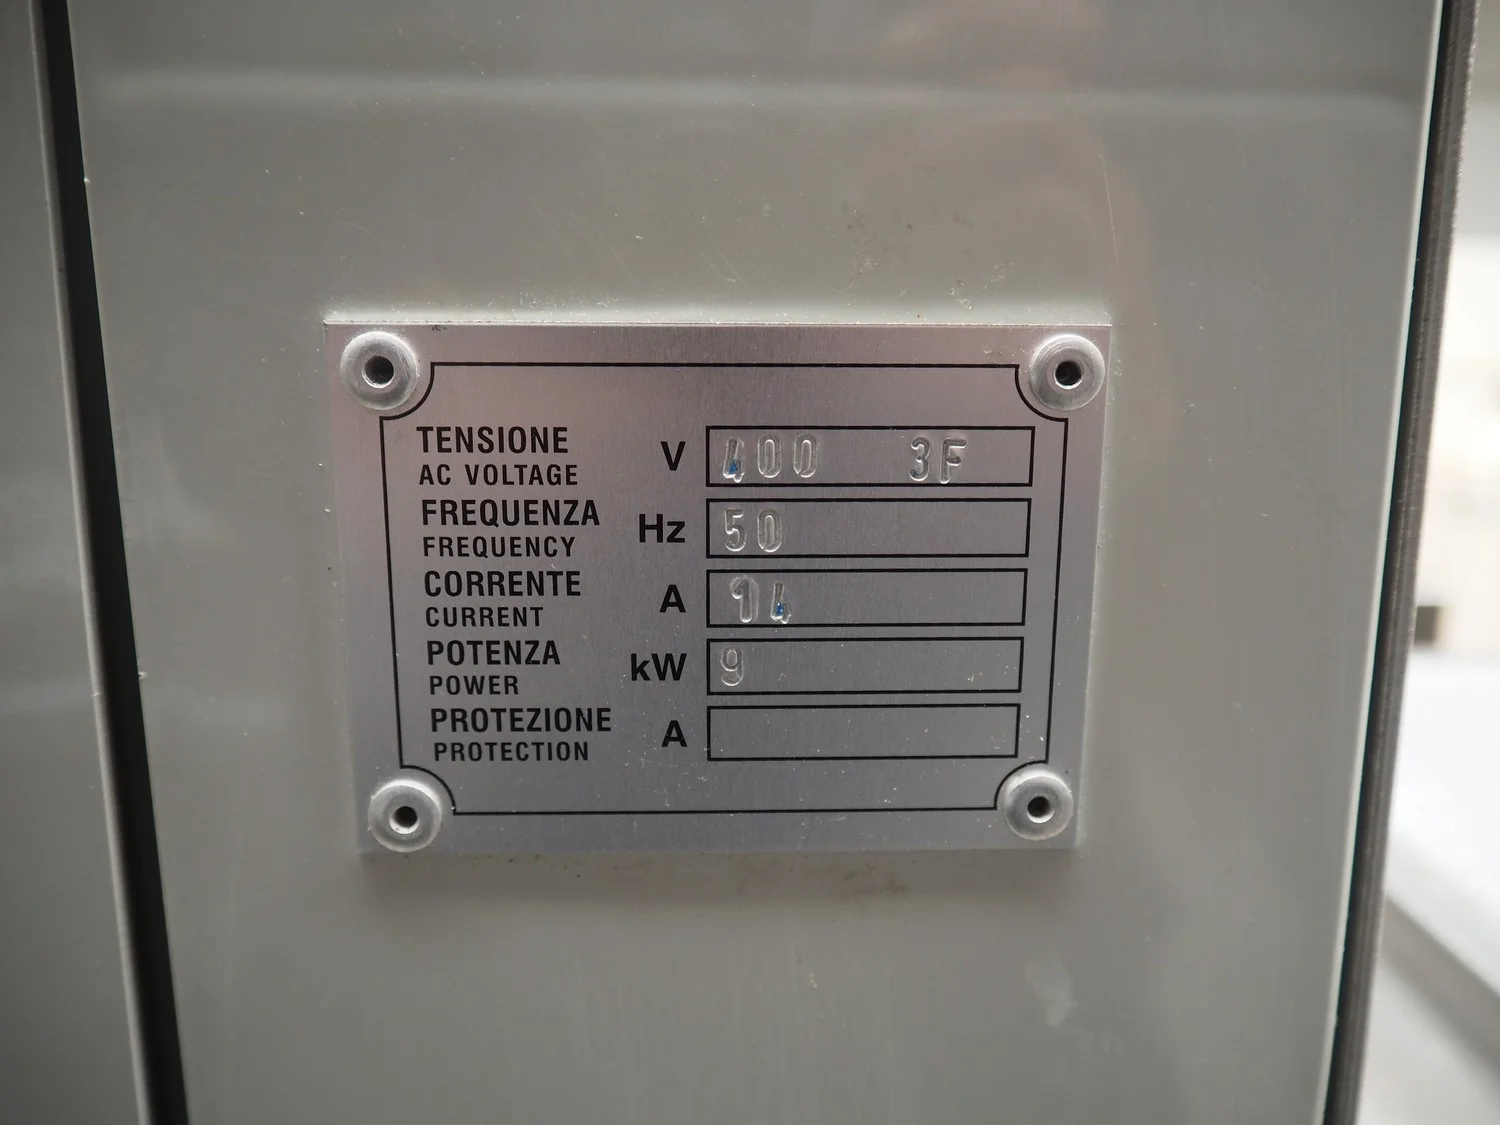 TENSIONE V 400 3F
AC VOLTAGE
FREQUENZA Hz 50
FREQUENCY
CORRENTE A 14
CURRENT
POTENZA kW 9
POWER
PROTEZIONE A
PROTECTION